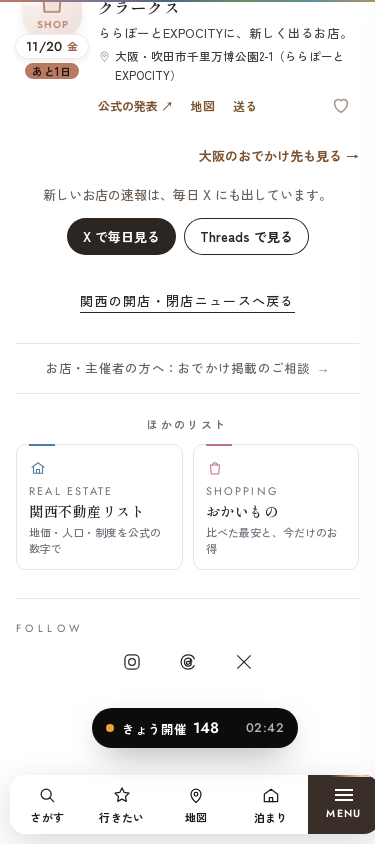 クラークス
SHOP
11/20 金
あと1日
ららぽーとEXPOCITYに、新しく出るお店。
大阪・吹田市千里万博公園2-1（ららぽーと
EXPOCITY）
公式の発表 ↗ 地図 送る
大阪のおでかけ先も見る →
新しいお店の速報は、毎日 X にも出しています。
X で毎日見る Threads で見る
関西の開店・閉店ニュースへ戻る
お店・主催者の方へ：おでかけ掲載のご相談 →
ほかのリスト
REAL ESTATE
関西不動産リスト
地価・人口・制度を公式の
数字で
SHOPPING
おかいもの
比べた最安と、今だけのお
得
FOLLOW
きょう開催 148 02:42
さがす 行きたい 地図 泊まり MENU